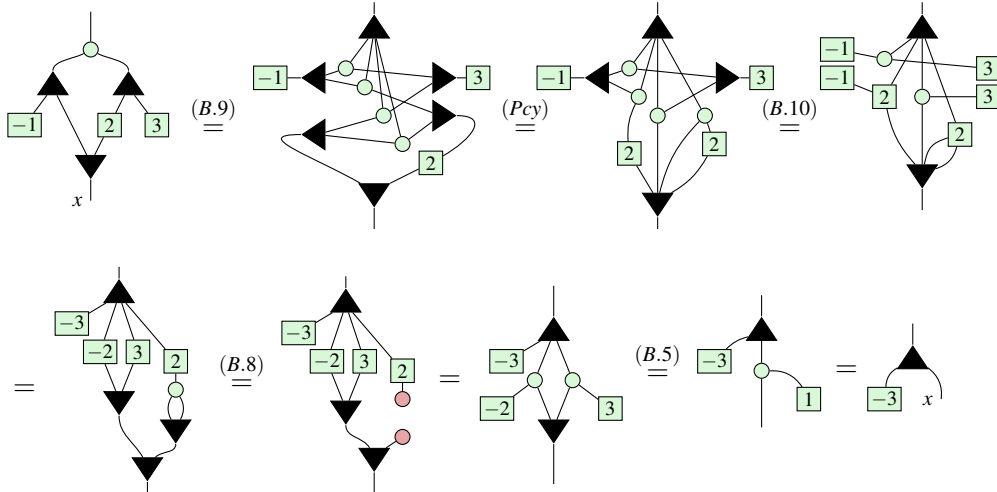 −1 2 3 x (B.9) = −1 3 2 (Pcy) = −1 3 2 2 (B.10) = −1 −1 2 3 3 2
= −3 −2 3 2 (B.8) = −3 −2 3 2 = −3 −2 3 (B.5) = −3 1 = −3 x